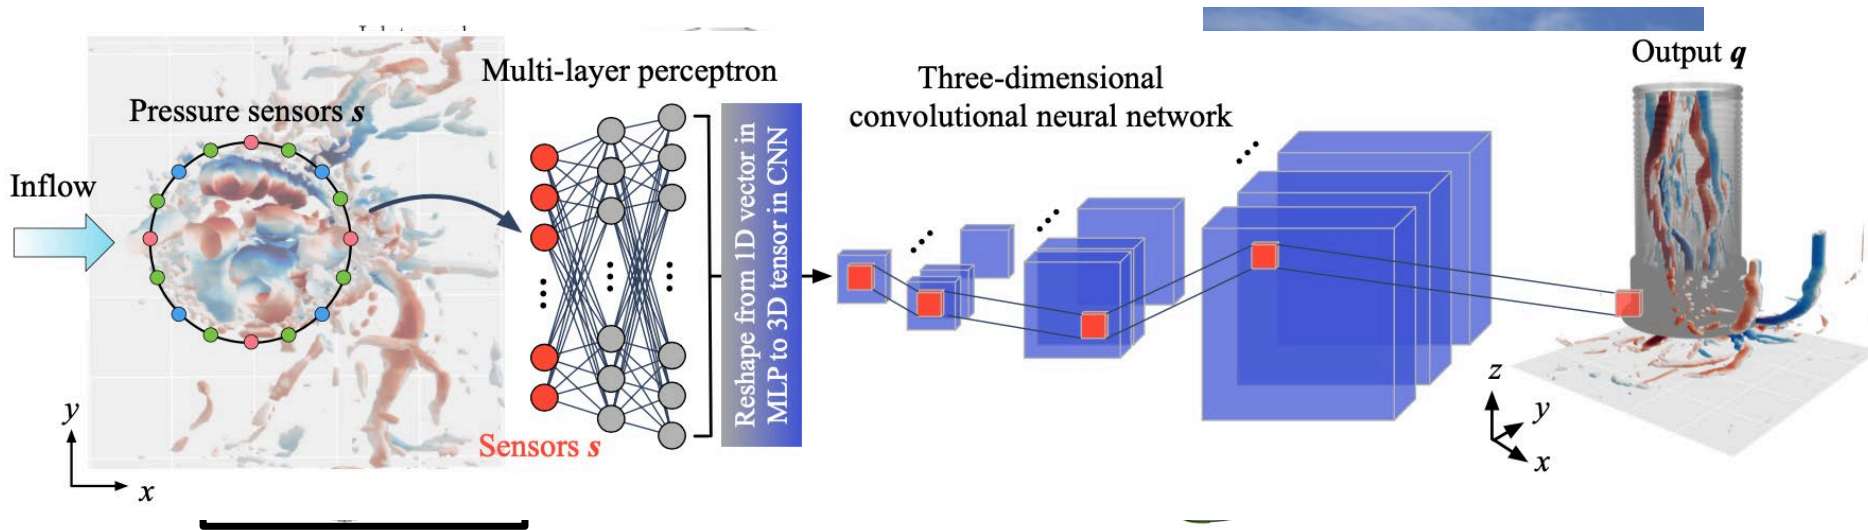 Pressure sensors s
Inflow
y
x
Multi-layer perceptron
Sensors s
Reshape from 1D vector in
MLP to 3D tensor in CNN
Three-dimensional
convolutional neural network
Output q
z
y
x